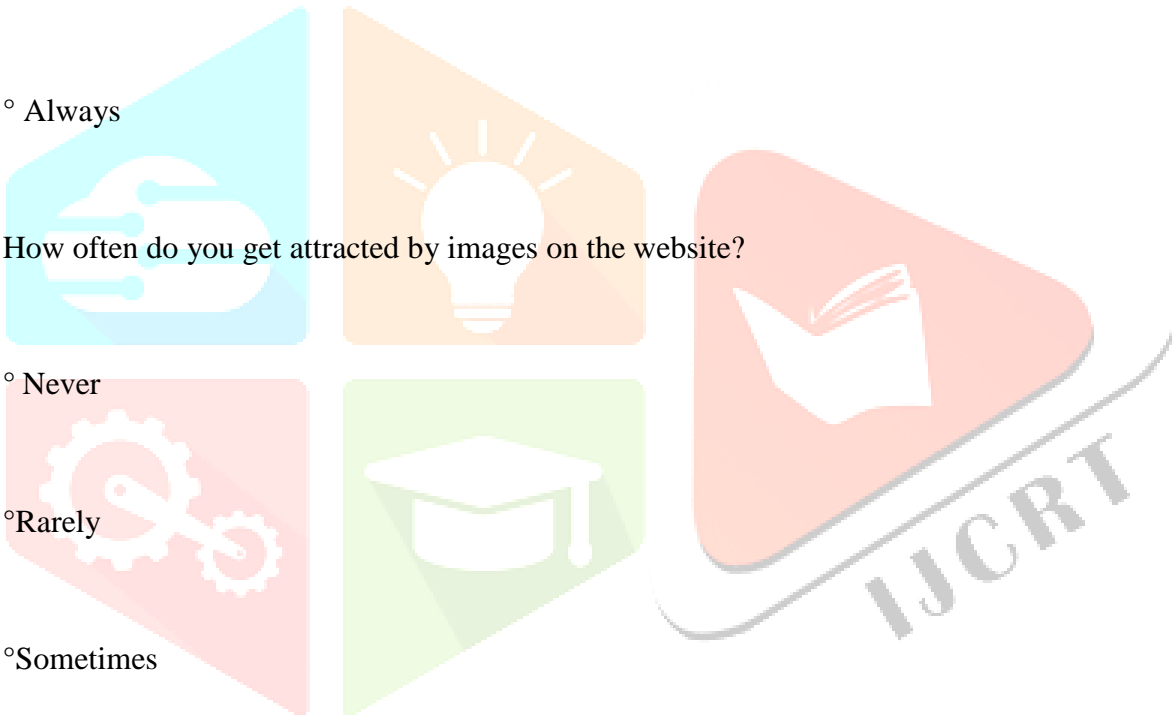 ° Always
How often do you get attracted by images on the website?
° Never
°Rarely
°Sometimes
IJCRT